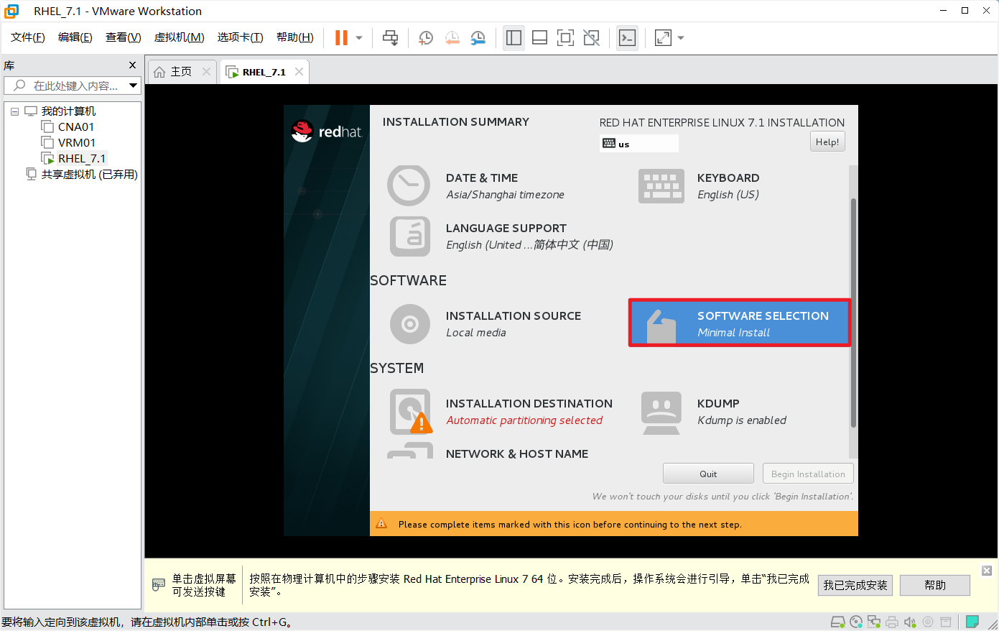 RHEL_7.1 - VMware Workstation
文件(F) 编辑(E) 查看(V) 虚拟机(M) 选项卡(T) 帮助(H)
库
在此处键入内容...
我的计算机
CNA01
VRM01
RHEL_7.1
共享虚拟机 (已弃用)
主页
RHEL_7.1
redhat.
INSTALLATION SUMMARY
RED HAT ENTERPRISE LINUX 7.1 INSTALLATION
us
Help!
DATE & TIME
Asia/Shanghai timezone
KEYBOARD
English (US)
LANGUAGE SUPPORT
English (United ...简体中文 (中国)
SOFTWARE
INSTALLATION SOURCE
Local media
SOFTWARE SELECTION
Minimal Install
SYSTEM
INSTALLATION DESTINATION
Automatic partitioning selected
KDUMP
Kdump is enabled
NETWORK & HOST NAME
Quit
Begin Installation
We won't touch your disks until you click 'Begin Installation'.
Please complete items marked with this icon before continuing to the next step.
单击虚拟屏幕
可发送按键
按照在物理计算机中的步骤安装 Red Hat Enterprise Linux 7 64 位。安装完成后，操作系统会进行引导，单击“我已完成
安装”。
我已完成安装
帮助
要将输入定向到该虚拟机，请在虚拟机内部单击或按 Ctrl+G。